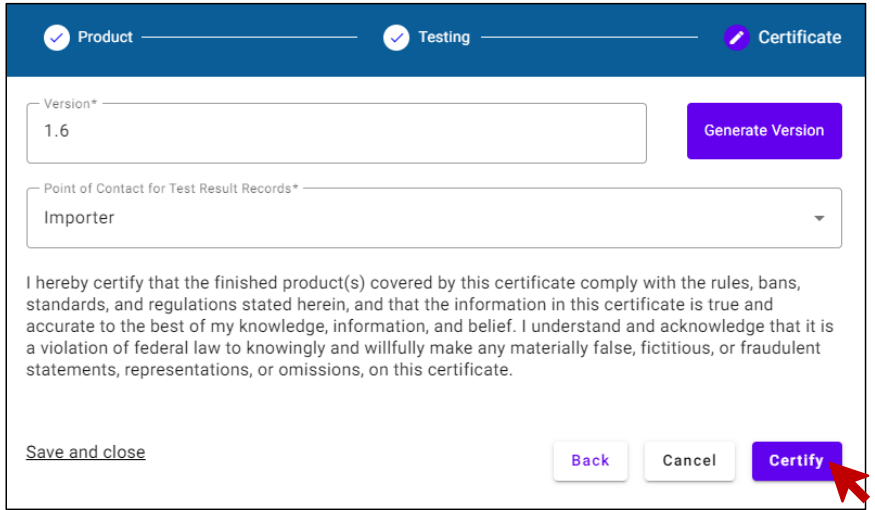 Product
Testing
Certificate
Version*
1.6
Generate Version
Point of Contact for Test Result Records*
Importer
I hereby certify that the finished product(s) covered by this certificate comply with the rules, bans,
standards, and regulations stated herein, and that the information in this certificate is true and
accurate to the best of my knowledge, information, and belief. I understand and acknowledge that it is
a violation of federal law to knowingly and willfully make any materially false, fictitious, or fraudulent
statements, representations, or omissions, on this certificate.
Save and close
Back
Cancel
Certify